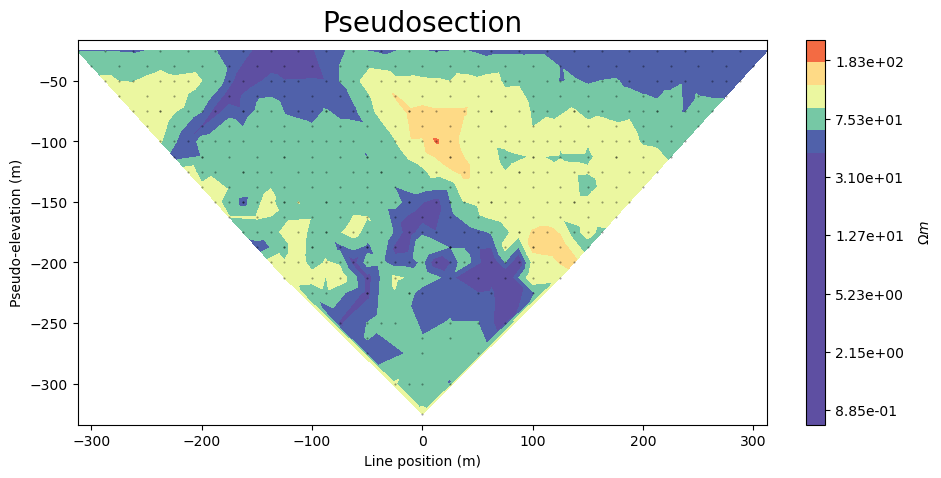 Pseudosection
Pseudo-elevation (m)
−50
−100
−150
−200
−250
−300
−300
−200
−100
0
100
200
300
Line position (m)
1.83e+02
7.53e+01
3.10e+01
1.27e+01
5.23e+00
2.15e+00
8.85e-01
Ωm